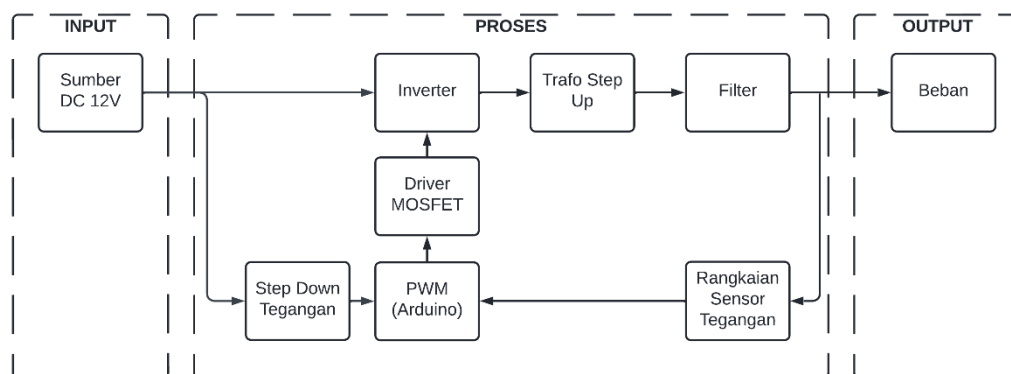 INPUT
PROSES
OUTPUT
Sumber
DC 12V
Inverter
Trafo Step
Up
Filter
Beban
Driver
MOSFET
Step Down
Tegangan
PWM
(Arduino)
Rangkaian
Sensor
Tegangan